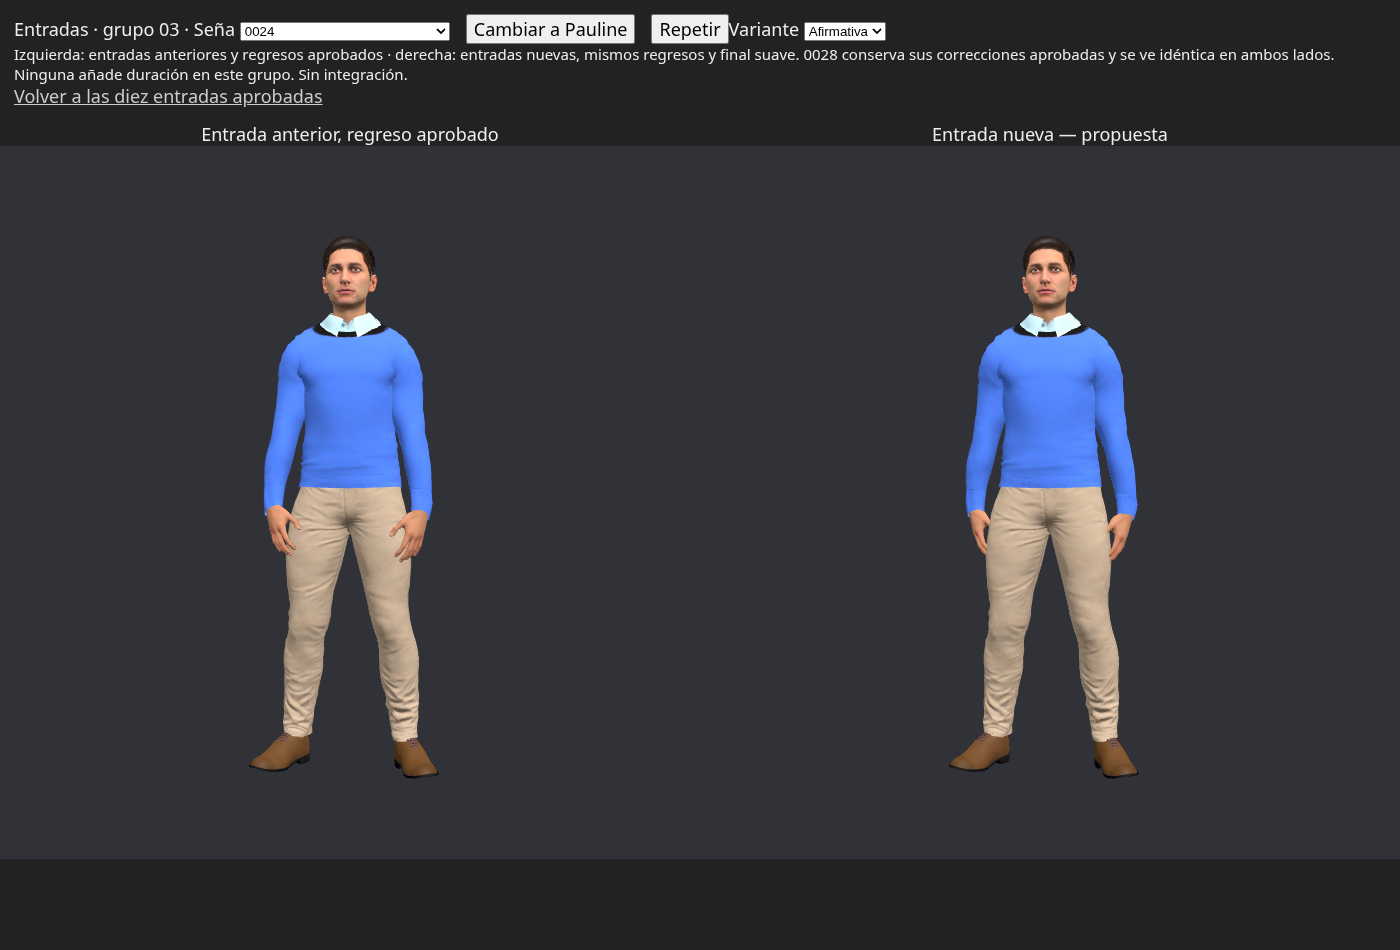 Entradas · grupo 03 · Seña 0024 Cambiar a Pauline Repetir Variante Afirmativa
Izquierda: entradas anteriores y regresos aprobados · derecha: entradas nuevas, mismos regresos y final suave. 0028 conserva sus correcciones aprobadas y se ve idéntica en ambos lados.
Ninguna añade duración en este grupo. Sin integración.
Volver a las diez entradas aprobadas
Entrada anterior, regreso aprobado
Entrada nueva — propuesta